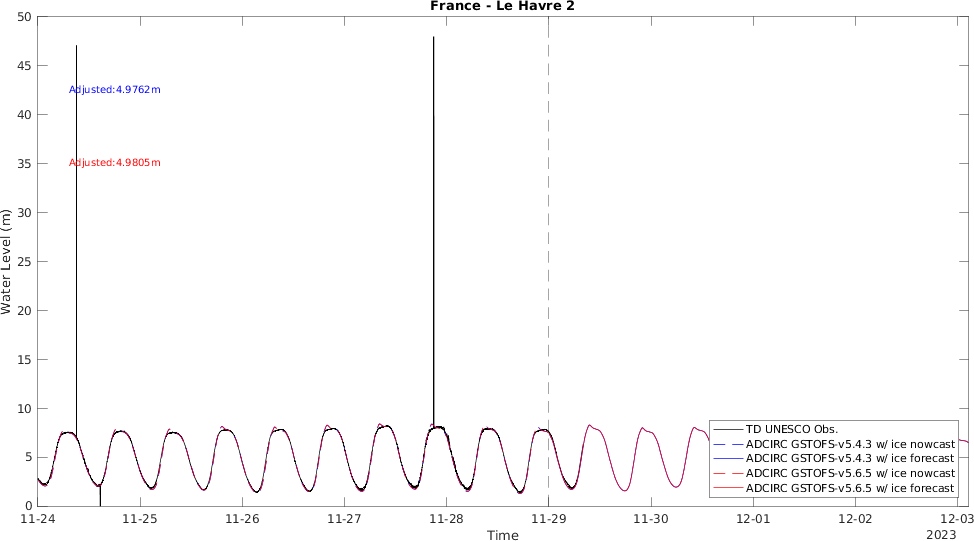 France - Le Havre 2
50
45
40
35
30
25
20
15
10
5
0
Water Level (m)
Adjusted:4.9762m
Adjusted:4.9805m
TD UNESCO Obs.
ADCIRC GSTOFS-v5.4.3 w/ ice nowcast
ADCIRC GSTOFS-v5.4.3 w/ ice forecast
ADCIRC GSTOFS-v5.6.5 w/ ice nowcast
ADCIRC GSTOFS-v5.6.5 w/ ice forecast
11-24 11-25 11-26 11-27 11-28 11-29 11-30 12-01 12-02 12-03
Time
2023